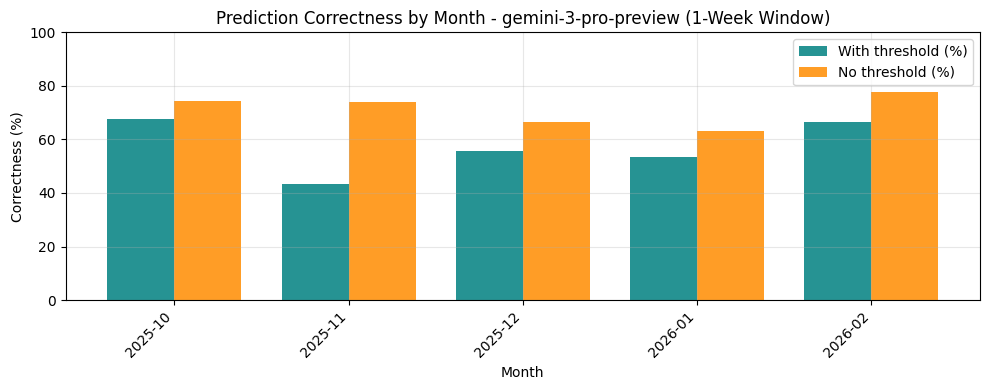 Prediction Correctness by Month - gemini-3-pro-preview (1-Week Window)
With threshold (%)
No threshold (%)
Correctness (%)
100
80
60
40
20
0
2025-10
2025-11
2025-12
2026-01
2026-02
Month